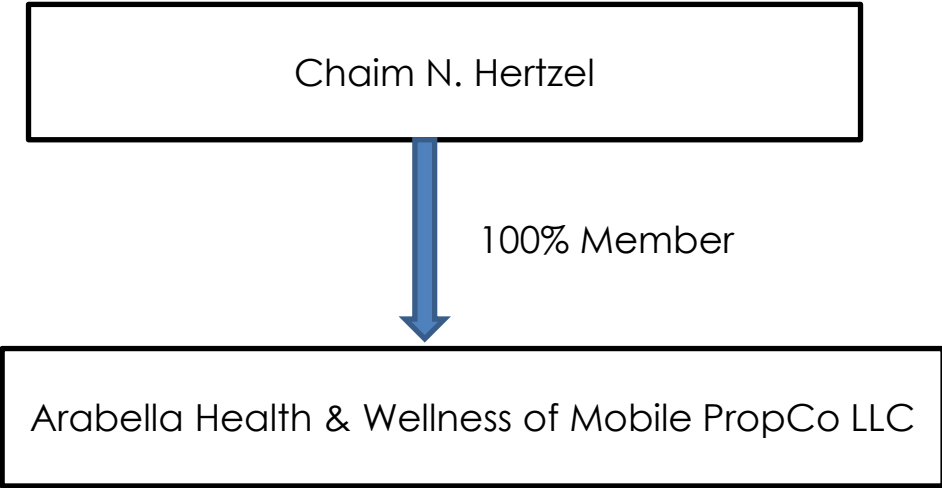 Chaim N. Hertzel
100% Member
Arabella Health & Wellness of Mobile PropCo LLC